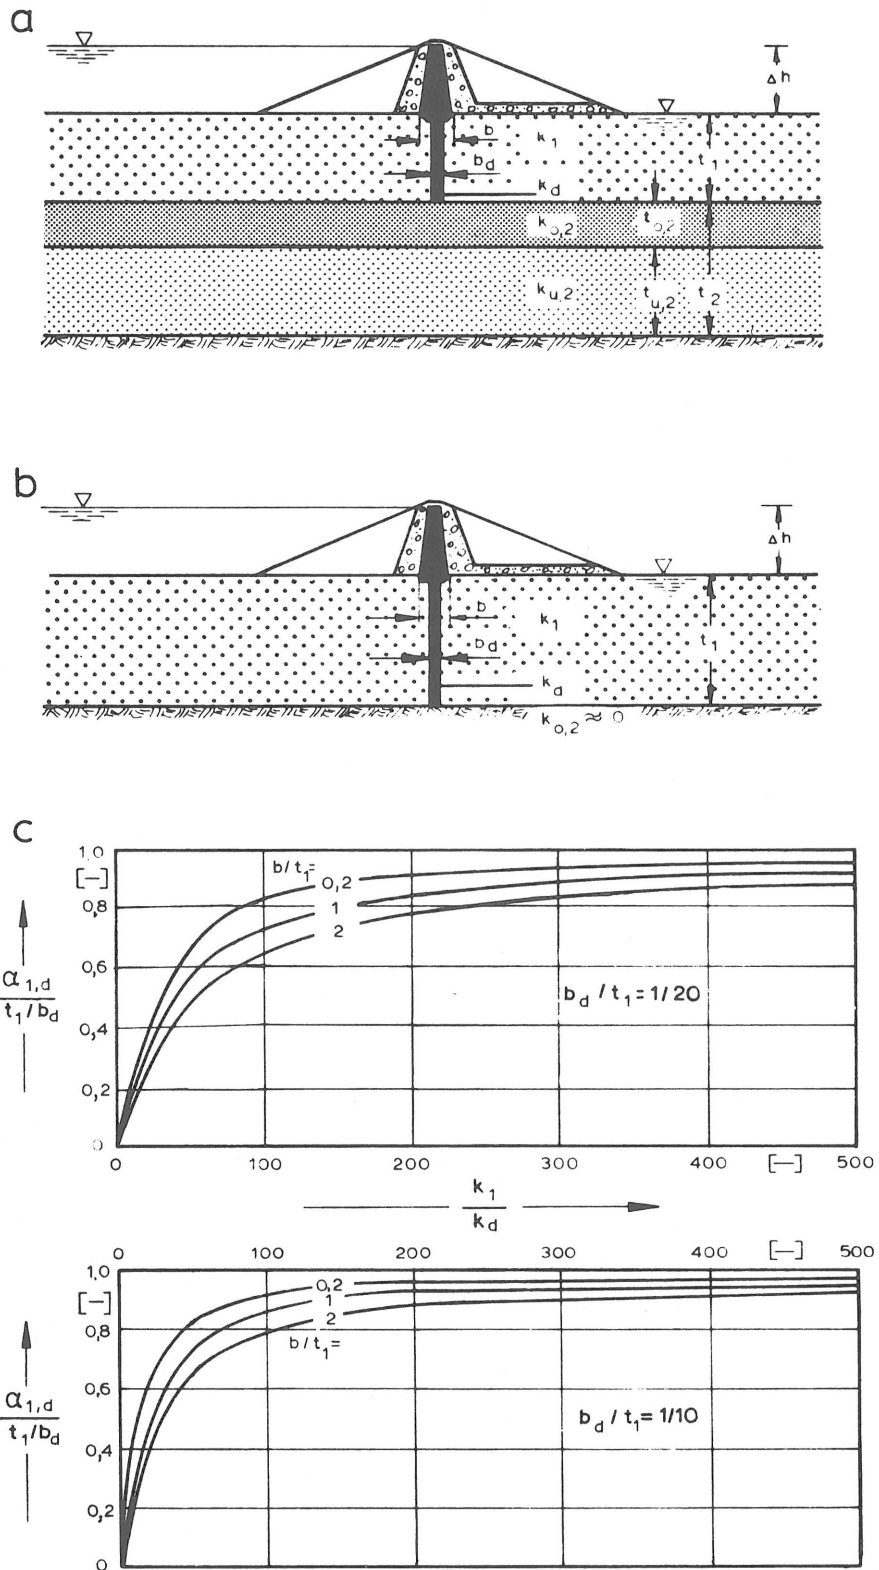 a
Δh
b
k1
t1
bd
kd
ko,2
to,2
ku,2
tu,2
t2
b
Δh
b
k1
t1
bd
kd
ko,2 ≈ 0
c
1,0
[—]
0,8
0,6
0,4
0,2
0
α1,d
t1/bd
b/t1=
0,2
1
2
bd/t1=1/20
0 100 200 300 400 [—] 500
k1
kd
0 100 200 300 400 [—] 500
1,0
[—]
0,8
0,6
0,4
0,2
0
α1,d
t1/bd
0,2
1
2
b/t1=
bd/t1=1/10